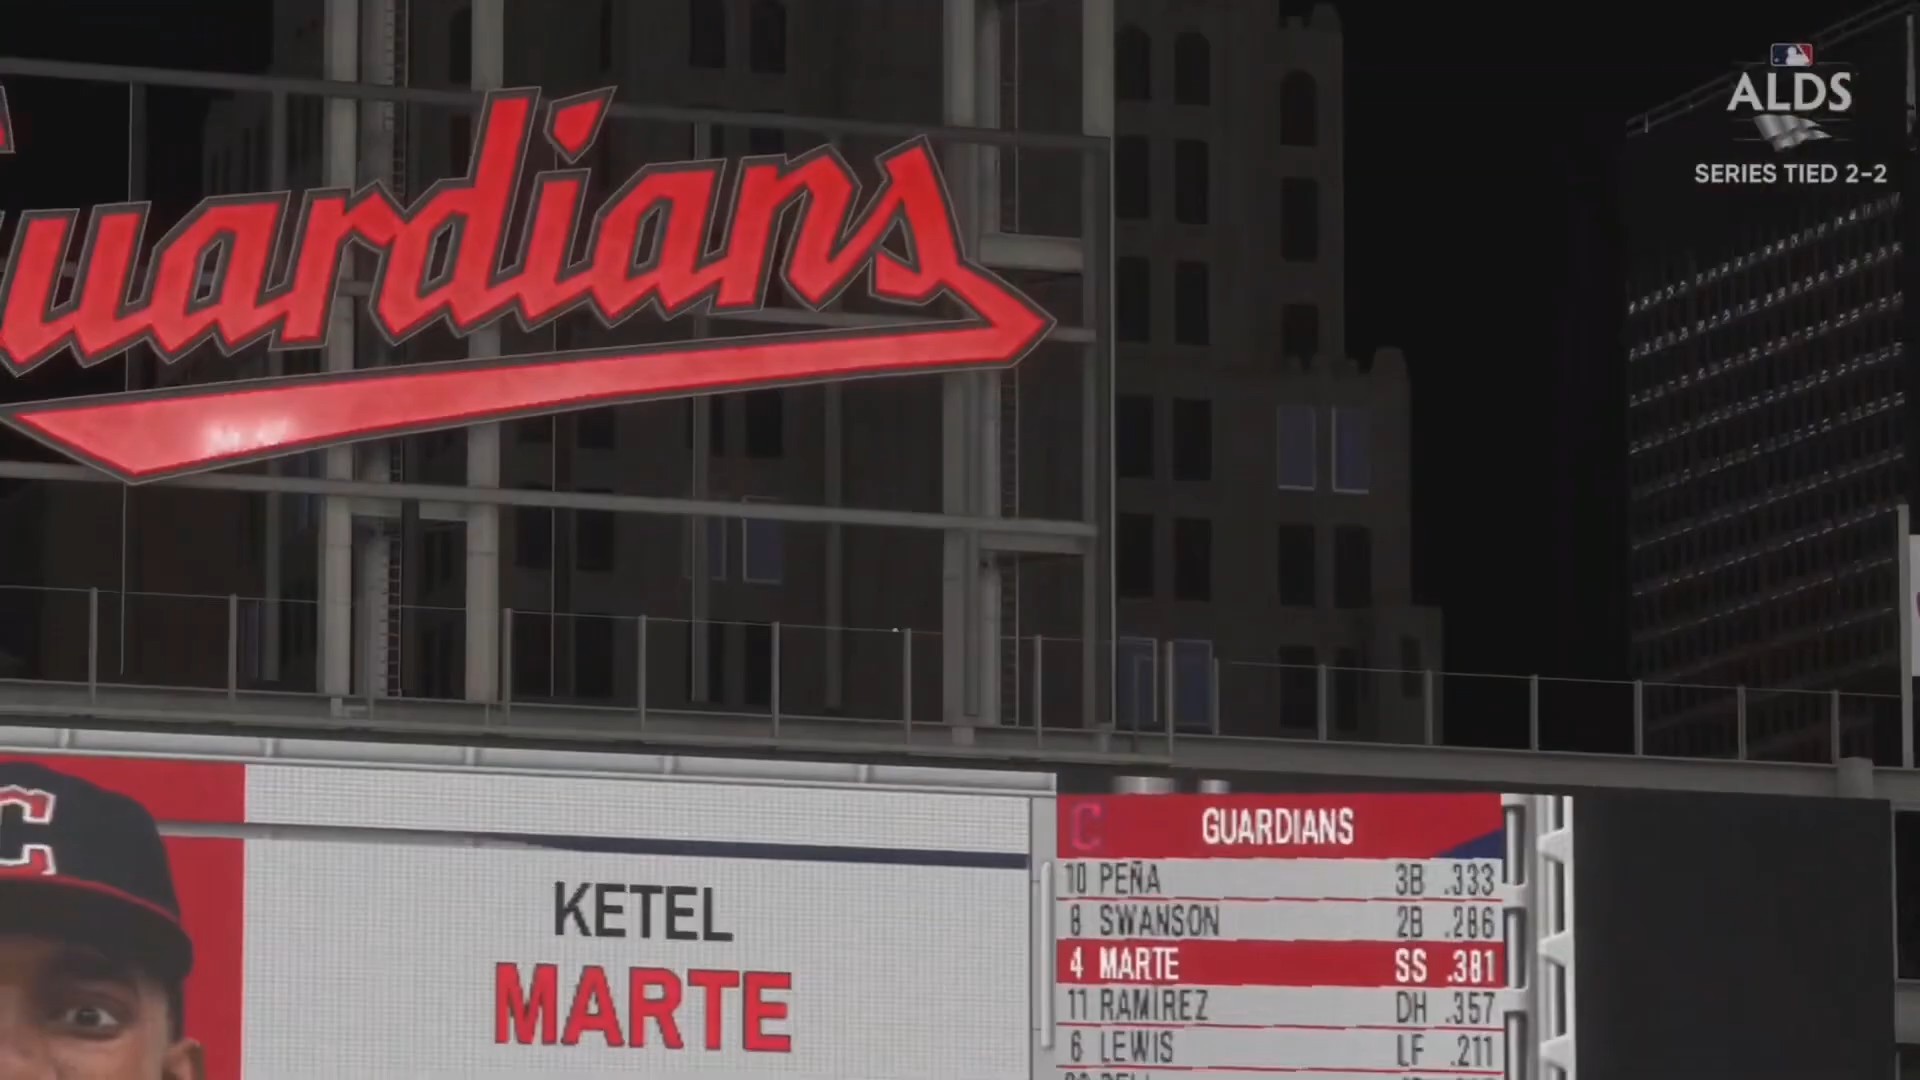 Guardians
ALDS
SERIES TIED 2-2
C
KETEL
MARTE
C GUARDIANS
10 PEÑA 3B .333
8 SWANSON 2B .286
4 MARTE SS .381
11 RAMIREZ DH .357
6 LEWIS LF .211